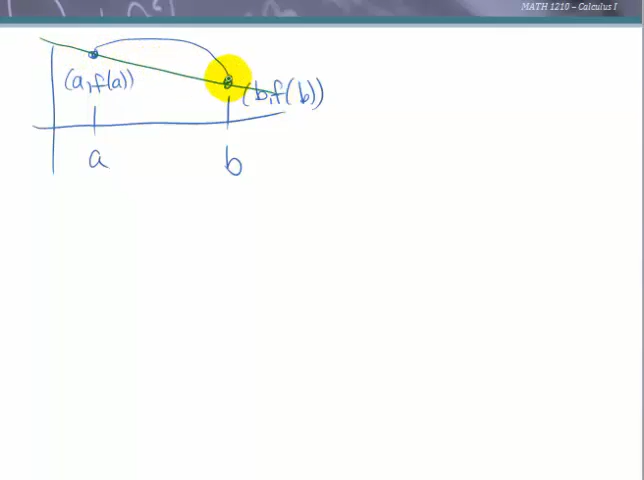 MATH 1210 – Calculus I
(a,f(a))
(b,f(b))
a
b